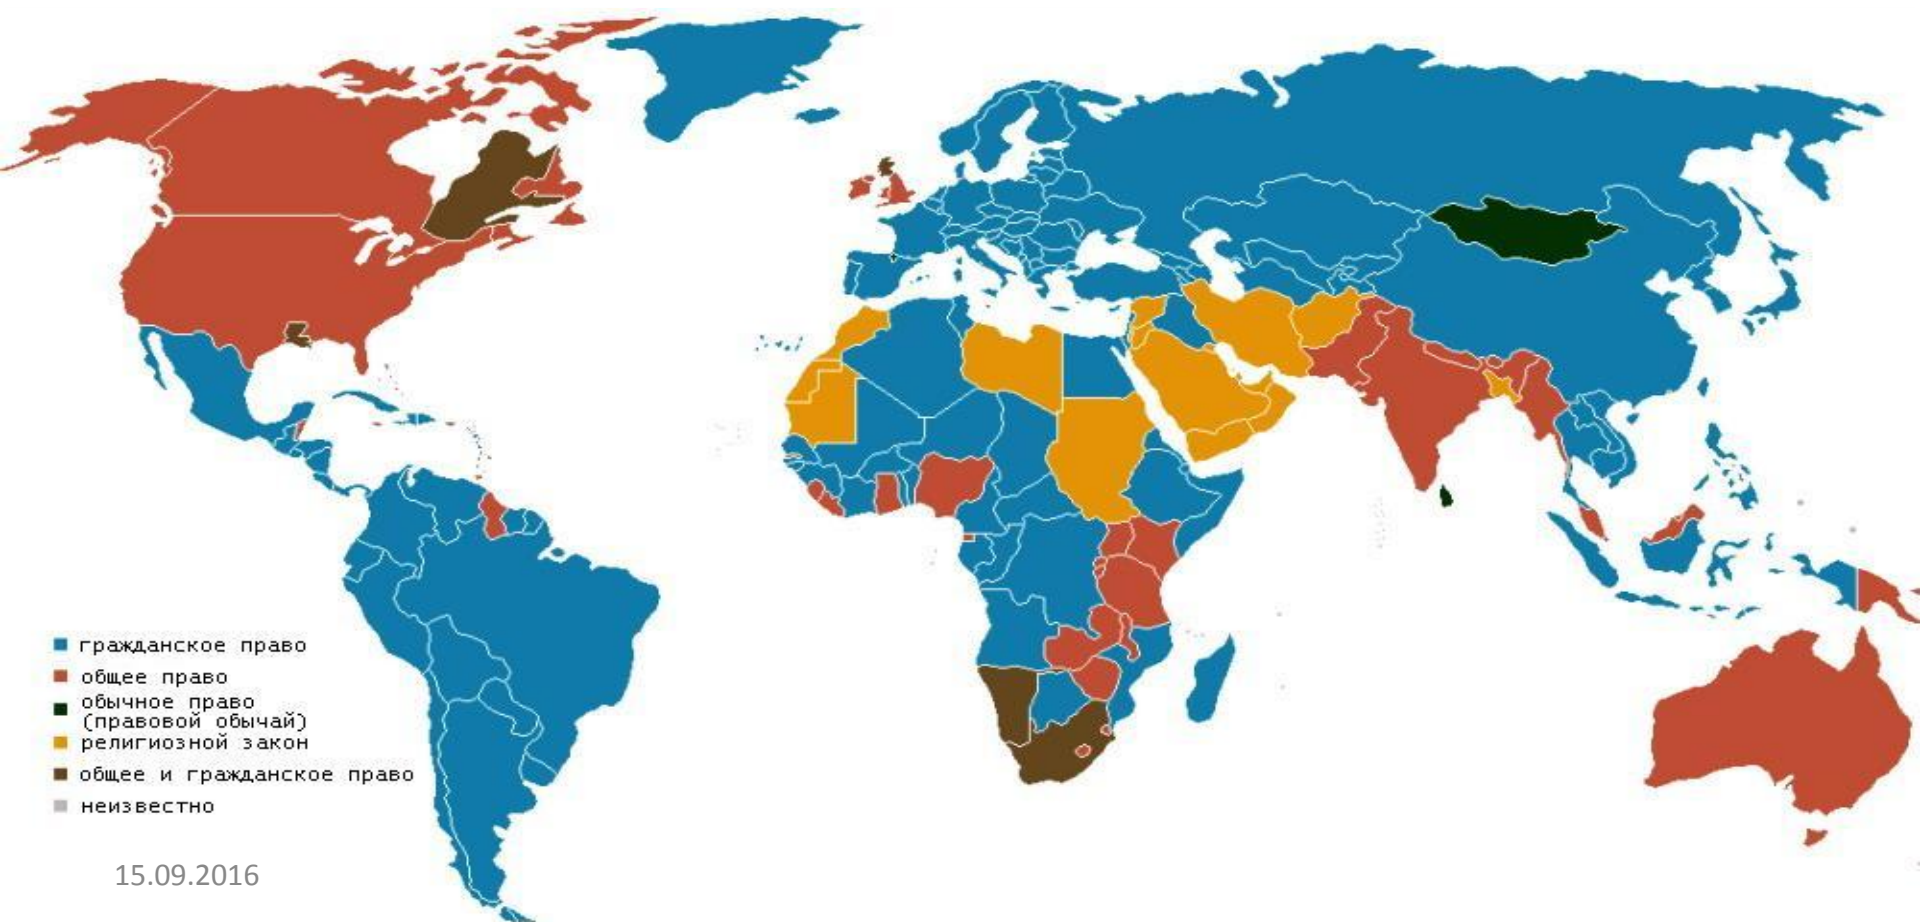 гражданское право
общее право
обычное право
(правовой обычай)
религиозной закон
общее и гражданское право
неизвестно
15.09.2016